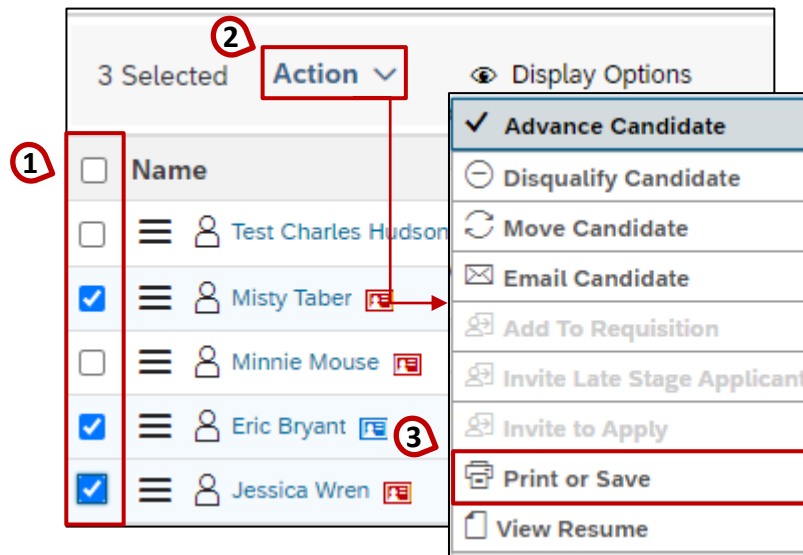 2
3 Selected Action Display Options
1
Name
Test Charles Hudson
Misty Taber
Minnie Mouse
Eric Bryant
3
Jessica Wren
Advance Candidate
Disqualify Candidate
Move Candidate
Email Candidate
Add To Requisition
Invite Late Stage Applicant
Invite to Apply
Print or Save
View Resume